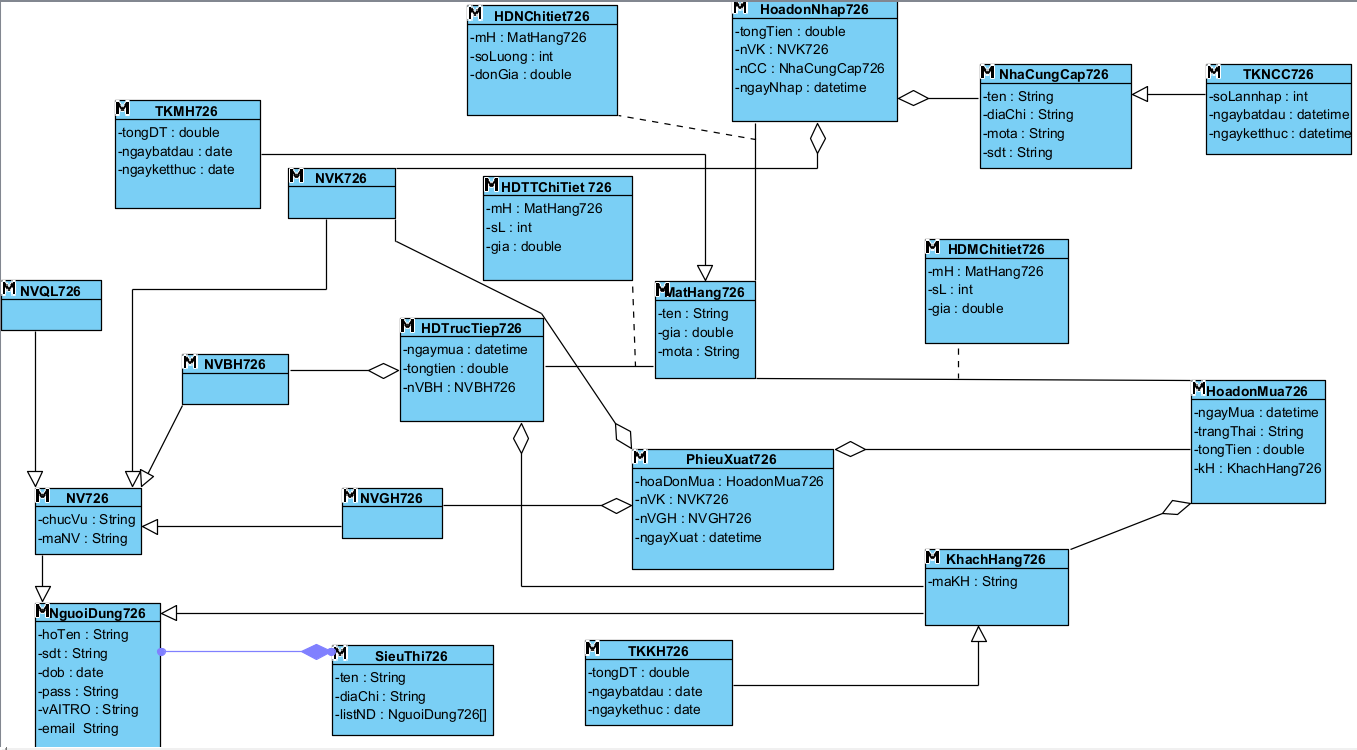 HDNChitiet726
-mH : MatHang726
-soLuong : int
-donGia : double
HoadonNhap726
-tongTien : double
-nVK : NVK726
-nCC : NhaCungCap726
-ngayNhap : datetime
NhaCungCap726
-ten : String
-diaChi : String
-mota : String
-sdt : String
TKNCC726
-soLannhap : int
-ngaybatdau : datetime
-ngayketthuc : datetime
TKMH726
-tongDT : double
-ngaybatdau : date
-ngayketthuc : date
NVK726
HDTTChiTiet 726
-mH : MatHang726
-sL : int
-gia : double
HDMChitiet726
-mH : MatHang726
-sL : int
-gia : double
NVQL726
MatHang726
-ten : String
-gia : double
-mota : String
HDTrucTiep726
-ngaymua : datetime
-tongtien : double
-nVBH : NVBH726
NVBH726
HoadonMua726
-ngayMua : datetime
-trangThai : String
-tongTien : double
-kH : KhachHang726
PhieuXuat726
-hoaDonMua : HoadonMua726
-nVK : NVK726
-nVGH : NVGH726
-ngayXuat : datetime
NV726
-chucVu : String
-maNV : String
NVGH726
KhachHang726
-maKH : String
NguoiDung726
-hoTen : String
-sdt : String
-dob : date
-pass : String
-vAITRO : String
-email String
SieuThi726
-ten : String
-diaChi : String
-listND : NguoiDung726[]
TKKH726
-tongDT : double
-ngaybatdau : date
-ngaykethuc : date